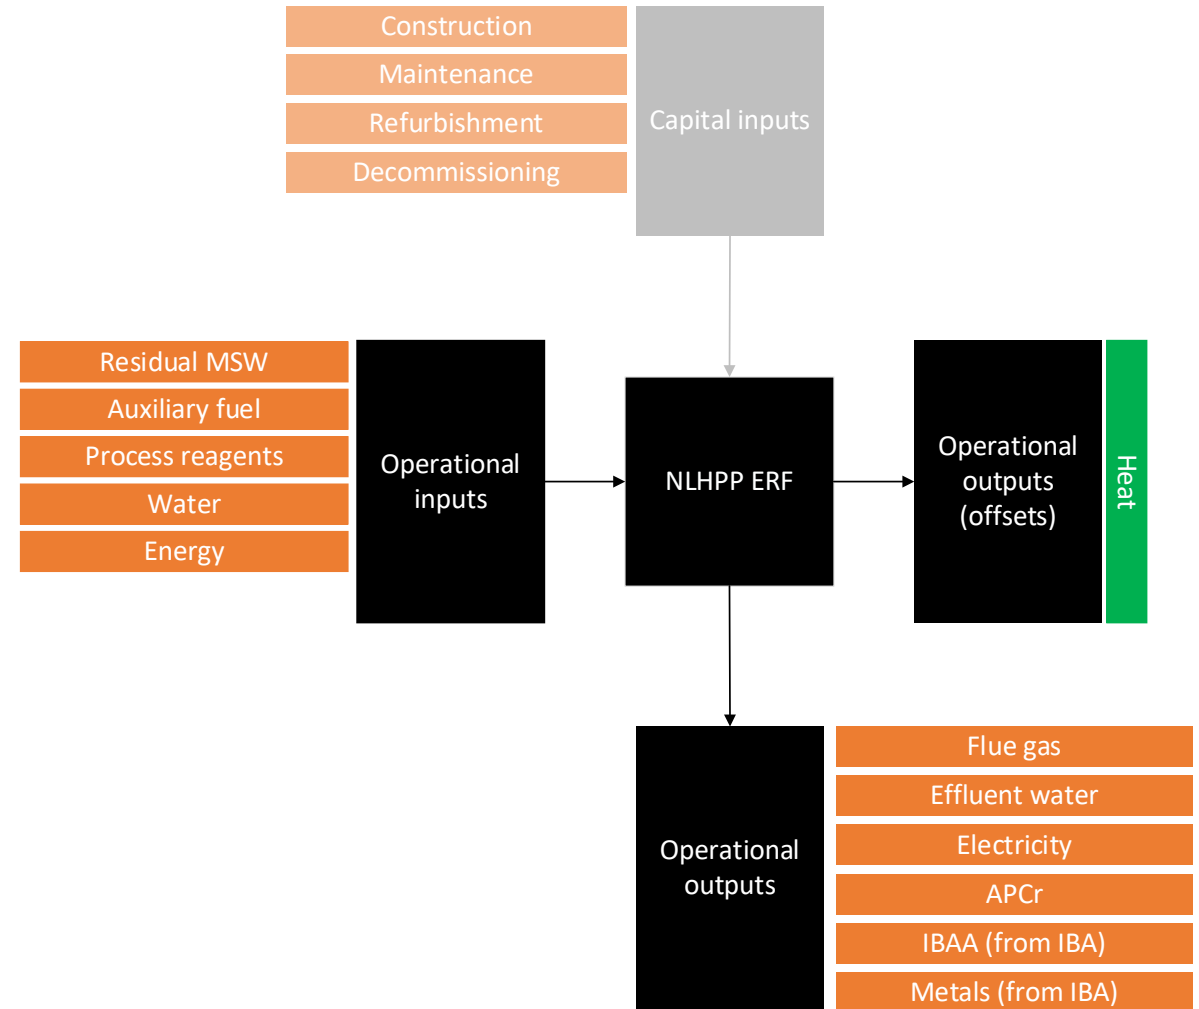 Construction
Maintenance
Refurbishment
Decommissioning
Capital inputs
Residual MSW
Auxiliary fuel
Process reagents
Water
Energy
Operational
inputs
NLHPP ERF
Operational
outputs
(offsets)
Heat
Operational
outputs
Flue gas
Effluent water
Electricity
APCr
IBAA (from IBA)
Metals (from IBA)